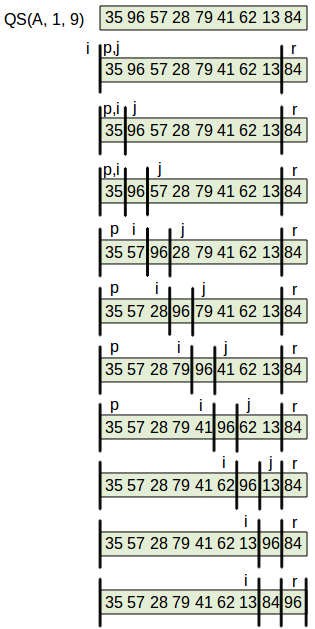 QS(A, 1, 9) 35 96 57 28 79 41 62 13 84
i p,j r
35 96 57 28 79 41 62 13 84
p,i j r
35 96 57 28 79 41 62 13 84
p,i j r
35 96 57 28 79 41 62 13 84
p i j r
35 57 96 28 79 41 62 13 84
p i j r
35 57 28 96 79 41 62 13 84
p i j r
35 57 28 79 96 41 62 13 84
p i j r
35 57 28 79 41 96 62 13 84
i j r
35 57 28 79 41 62 96 13 84
i r
35 57 28 79 41 62 13 96 84
i r
35 57 28 79 41 62 13 84 96